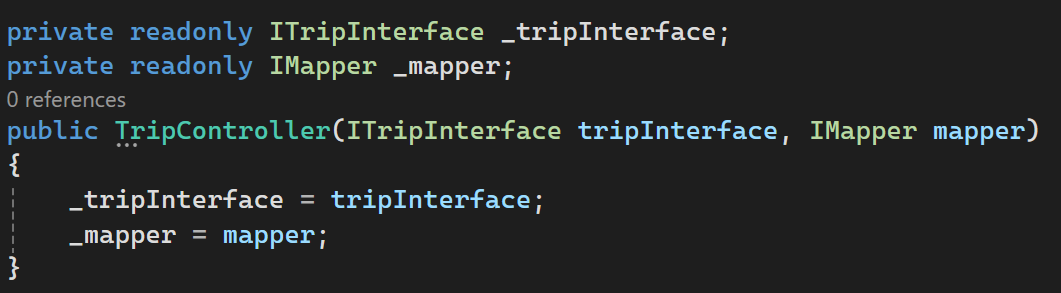 private readonly ITripInterface _tripInterface;
private readonly IMapper _mapper;
0 references
public TripController(ITripInterface tripInterface, IMapper mapper)
{
    _tripInterface = tripInterface;
    _mapper = mapper;
}